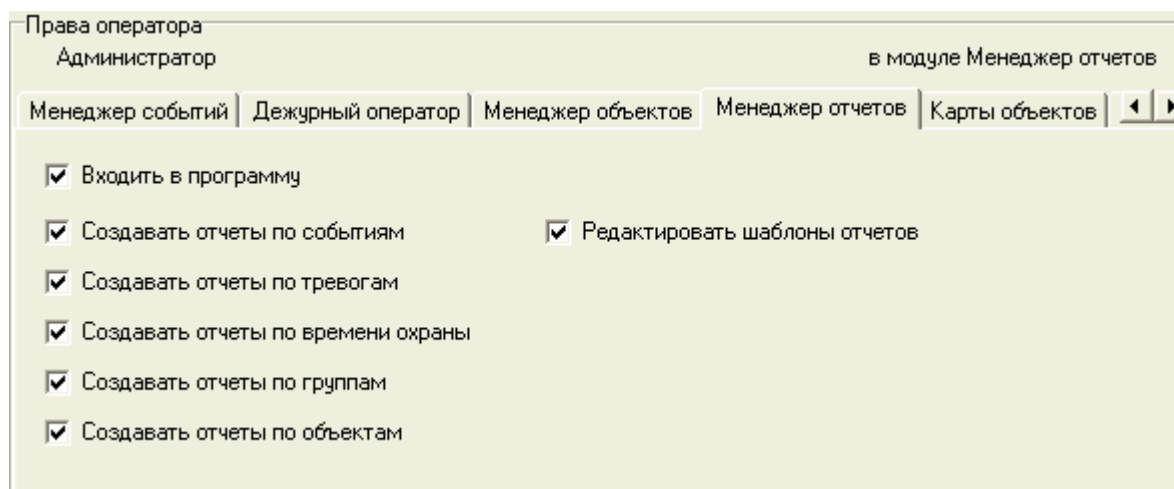 Права оператора
Администратор в модуле Менеджер отчетов
Менеджер событий Дежурный оператор Менеджер объектов Менеджер отчетов Карты объектов
Входить в программу
Создавать отчеты по событиям Редактировать шаблоны отчетов
Создавать отчеты по тревогам
Создавать отчеты по времени охраны
Создавать отчеты по группам
Создавать отчеты по объектам